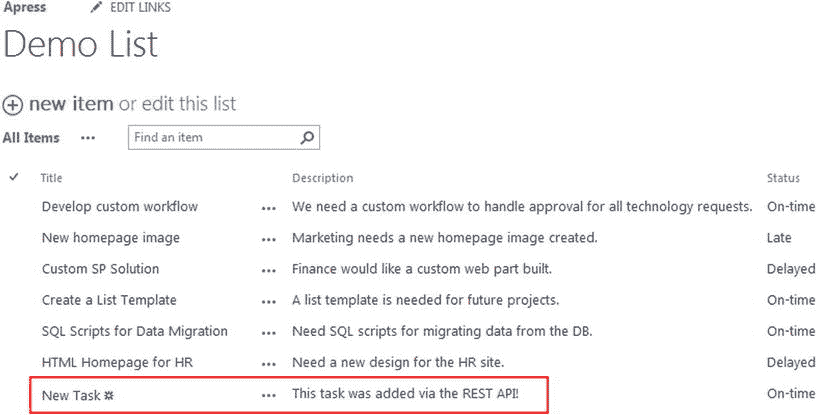 Apress EDIT LINKS
Demo List
new item or edit this list
All Items ••• Find an item
Title Description Status
Develop custom workflow ••• We need a custom workflow to handle approval for all technology requests. On-time
New homepage image ••• Marketing needs a new homepage image created. Late
Custom SP Solution ••• Finance would like a custom web part built. Delayed
Create a List Template ••• A list template is needed for future projects. On-time
SQL Scripts for Data Migration ••• Need SQL scripts for migrating data from the DB. On-time
HTML Homepage for HR ••• Need a new design for the HR site. Delayed
New Task ••• This task was added via the REST API! On-time